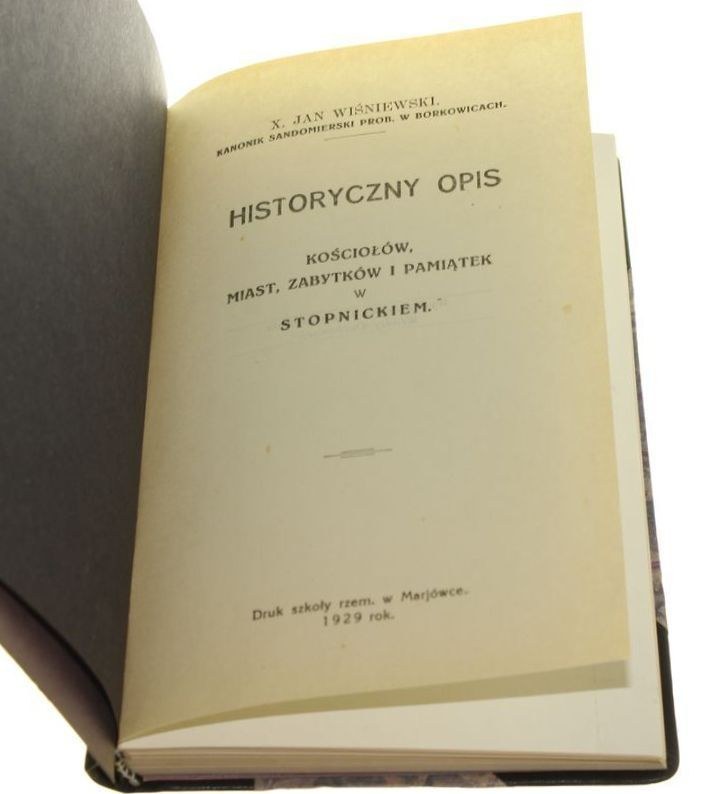 X. JAN WIŚNIEWSKI.
KANONIK SANDOMIERSKI PROB. W BORKOWICACH.
HISTORYCZNY OPIS
KOŚCIOŁÓW,
MIAST, ZABYTKÓW I PAMIĄTEK
W
STOPNICKIEM.
Druk szkoły rzem. w Marjówce.
1929 rok.